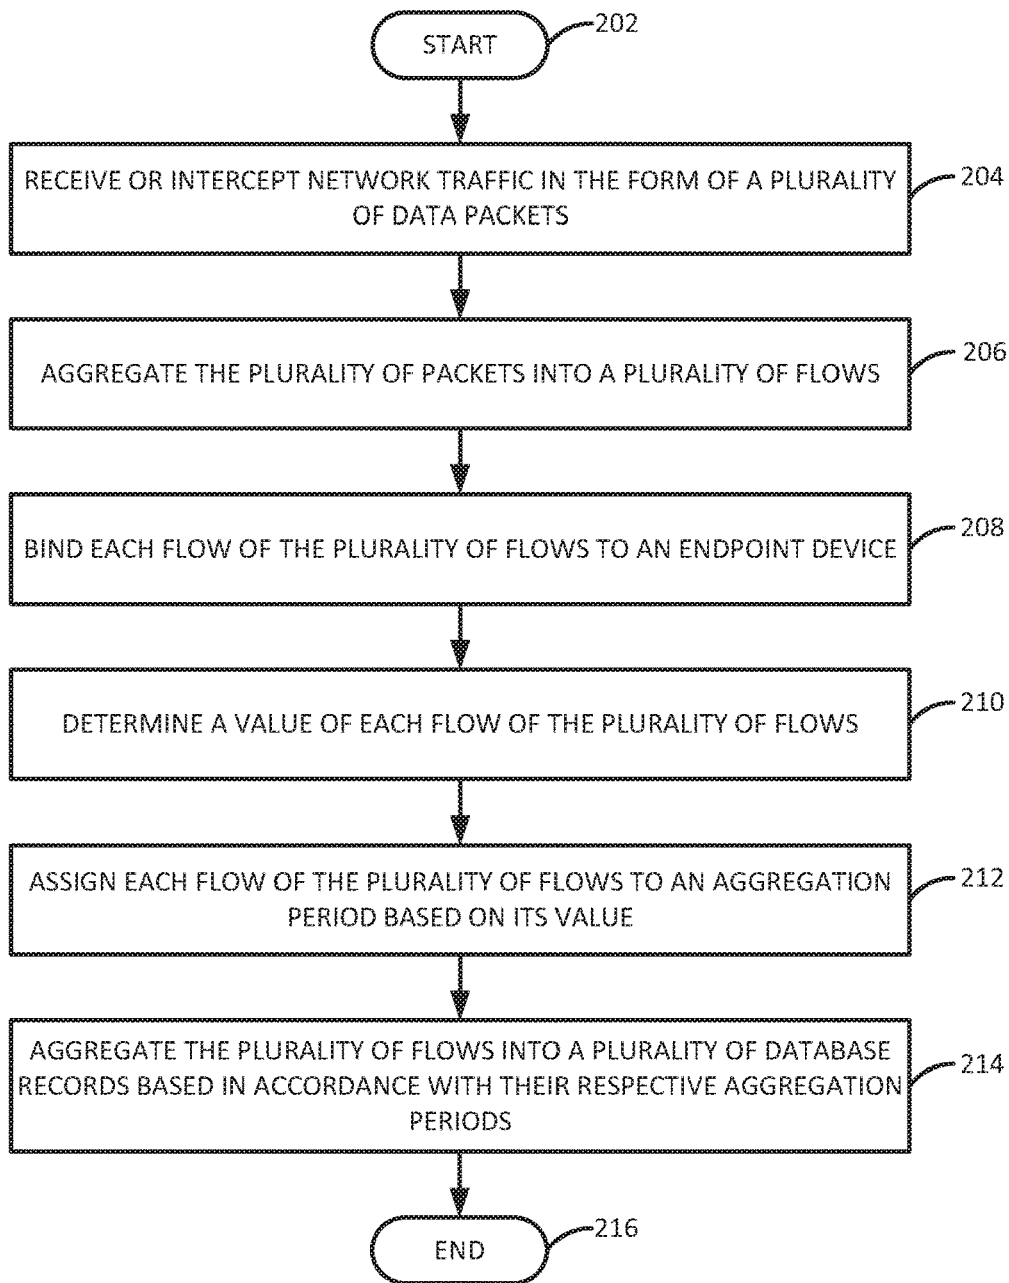 START
202
RECEIVE OR INTERCEPT NETWORK TRAFFIC IN THE FORM OF A PLURALITY
OF DATA PACKETS
204
AGGREGATE THE PLURALITY OF PACKETS INTO A PLURALITY OF FLOWS
206
BIND EACH FLOW OF THE PLURALITY OF FLOWS TO AN ENDPOINT DEVICE
208
DETERMINE A VALUE OF EACH FLOW OF THE PLURALITY OF FLOWS
210
ASSIGN EACH FLOW OF THE PLURALITY OF FLOWS TO AN AGGREGATION
PERIOD BASED ON ITS VALUE
212
AGGREGATE THE PLURALITY OF FLOWS INTO A PLURALITY OF DATABASE
RECORDS BASED IN ACCORDANCE WITH THEIR RESPECTIVE AGGREGATION
PERIODS
214
END
216